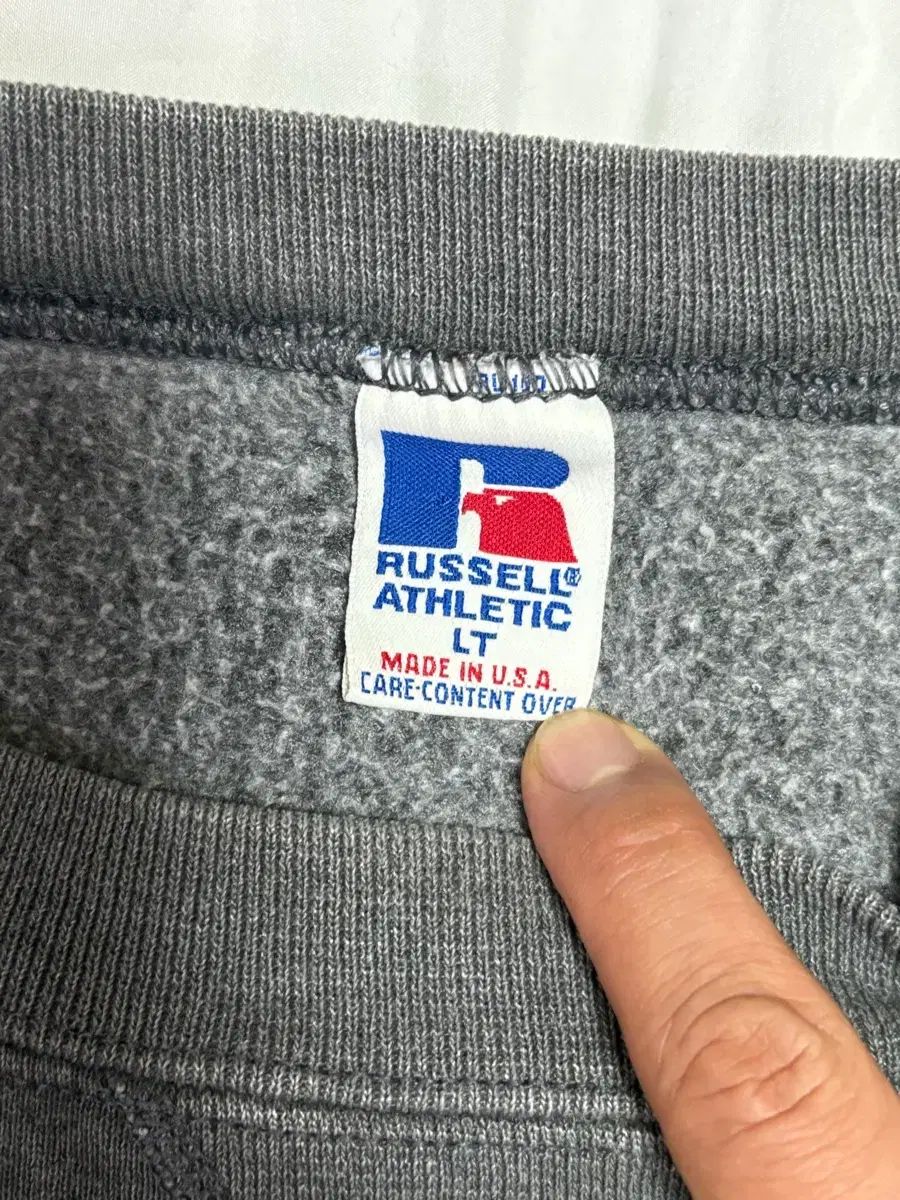 RUSSELL®
ATHLETIC
LT
MADE IN U.S.A.
CARE-CONTENT OVER